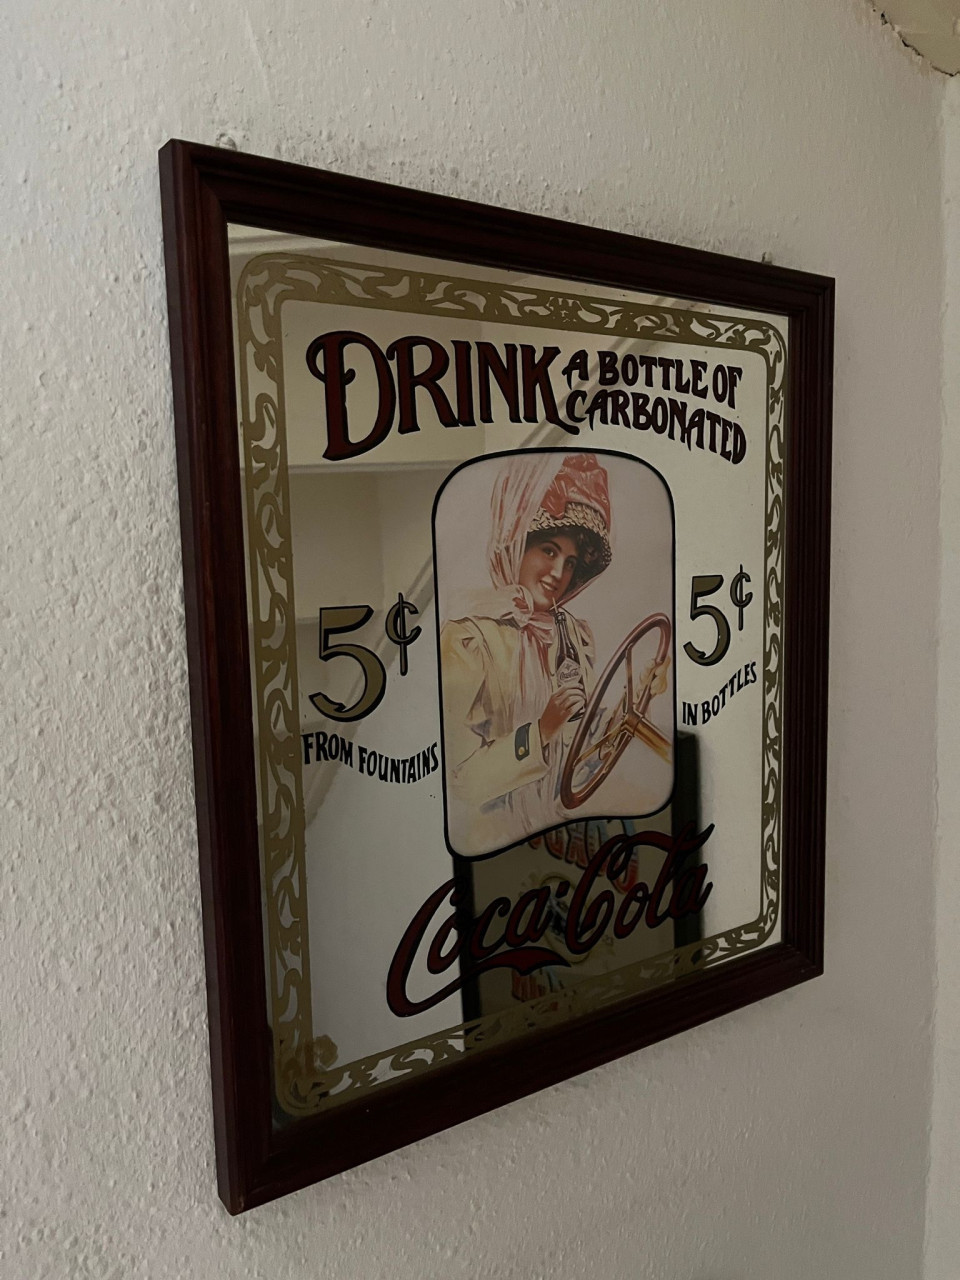 DRINK A BOTTLE OF
CARBONATED
5¢
FROM FOUNTAINS
5¢
IN BOTTLES
Coca-Cola